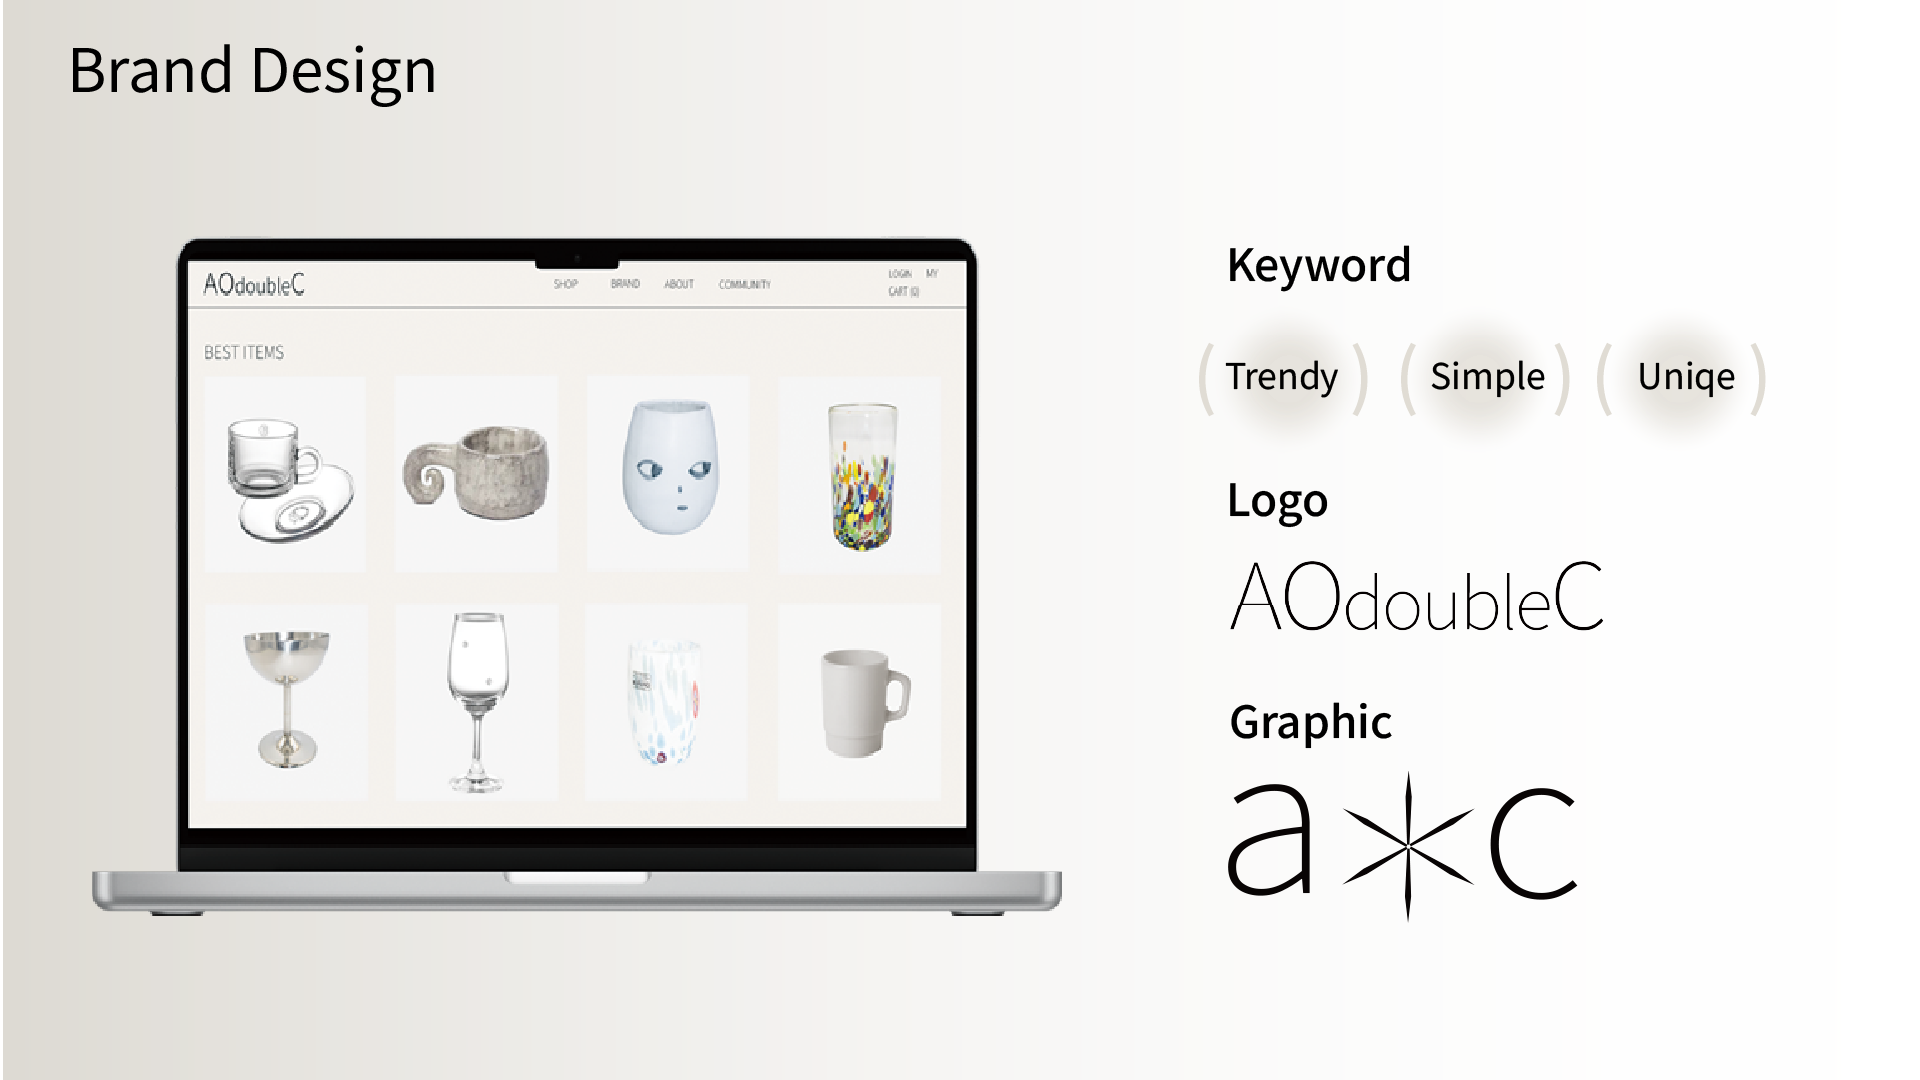 Brand Design
AOdoubleC
SHOP BRAND ABOUT COMMUNITY
LOGIN MY
CART (0)
BEST ITEMS
Keyword
( Trendy ) ( Simple ) ( Uniqe )
Logo
AOdoubleC
Graphic
a*c